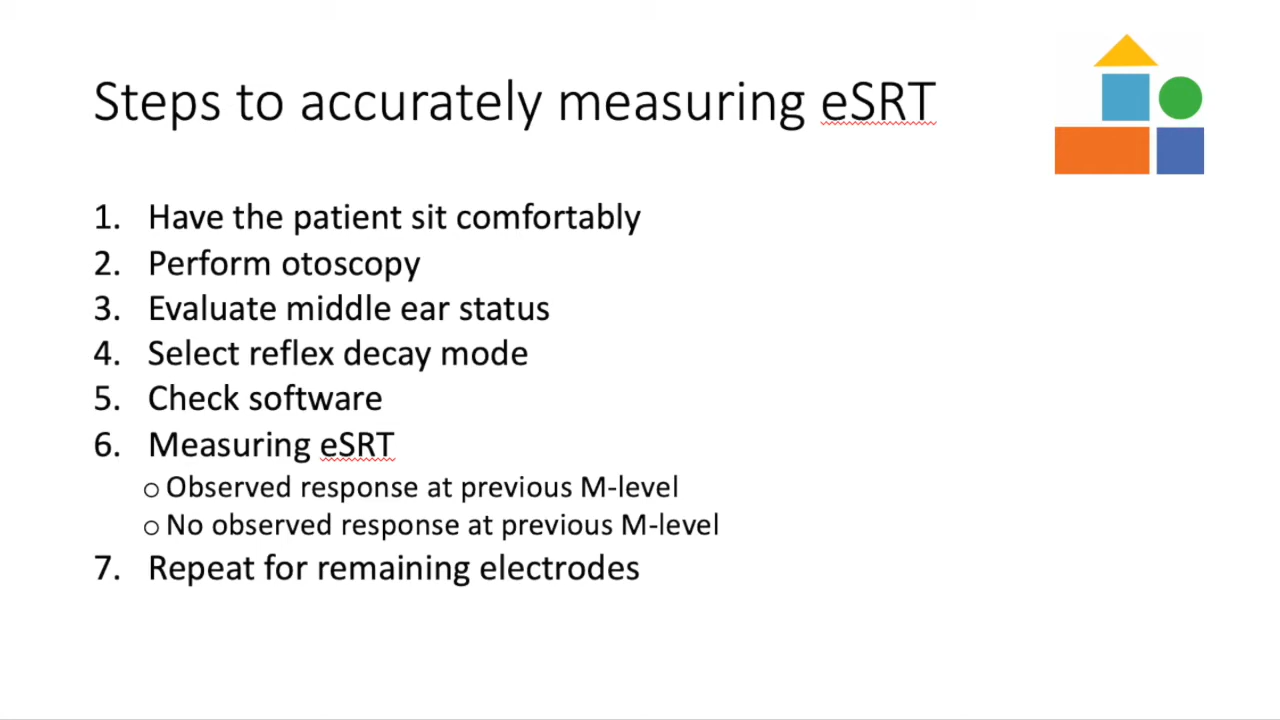 Steps to accurately measuring eSRT
1. Have the patient sit comfortably
2. Perform otoscopy
3. Evaluate middle ear status
4. Select reflex decay mode
5. Check software
6. Measuring eSRT
o Observed response at previous M-level
o No observed response at previous M-level
7. Repeat for remaining electrodes